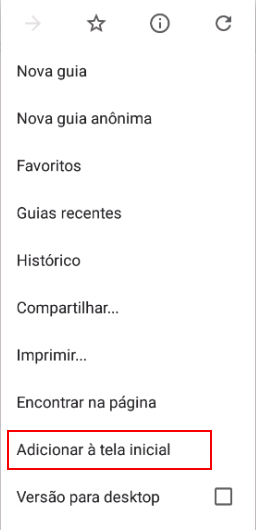 Nova guia
Nova guia anônima
Favoritos
Guias recentes
Histórico
Compartilhar...
Imprimir...
Encontrar na página
Adicionar à tela inicial
Versão para desktop